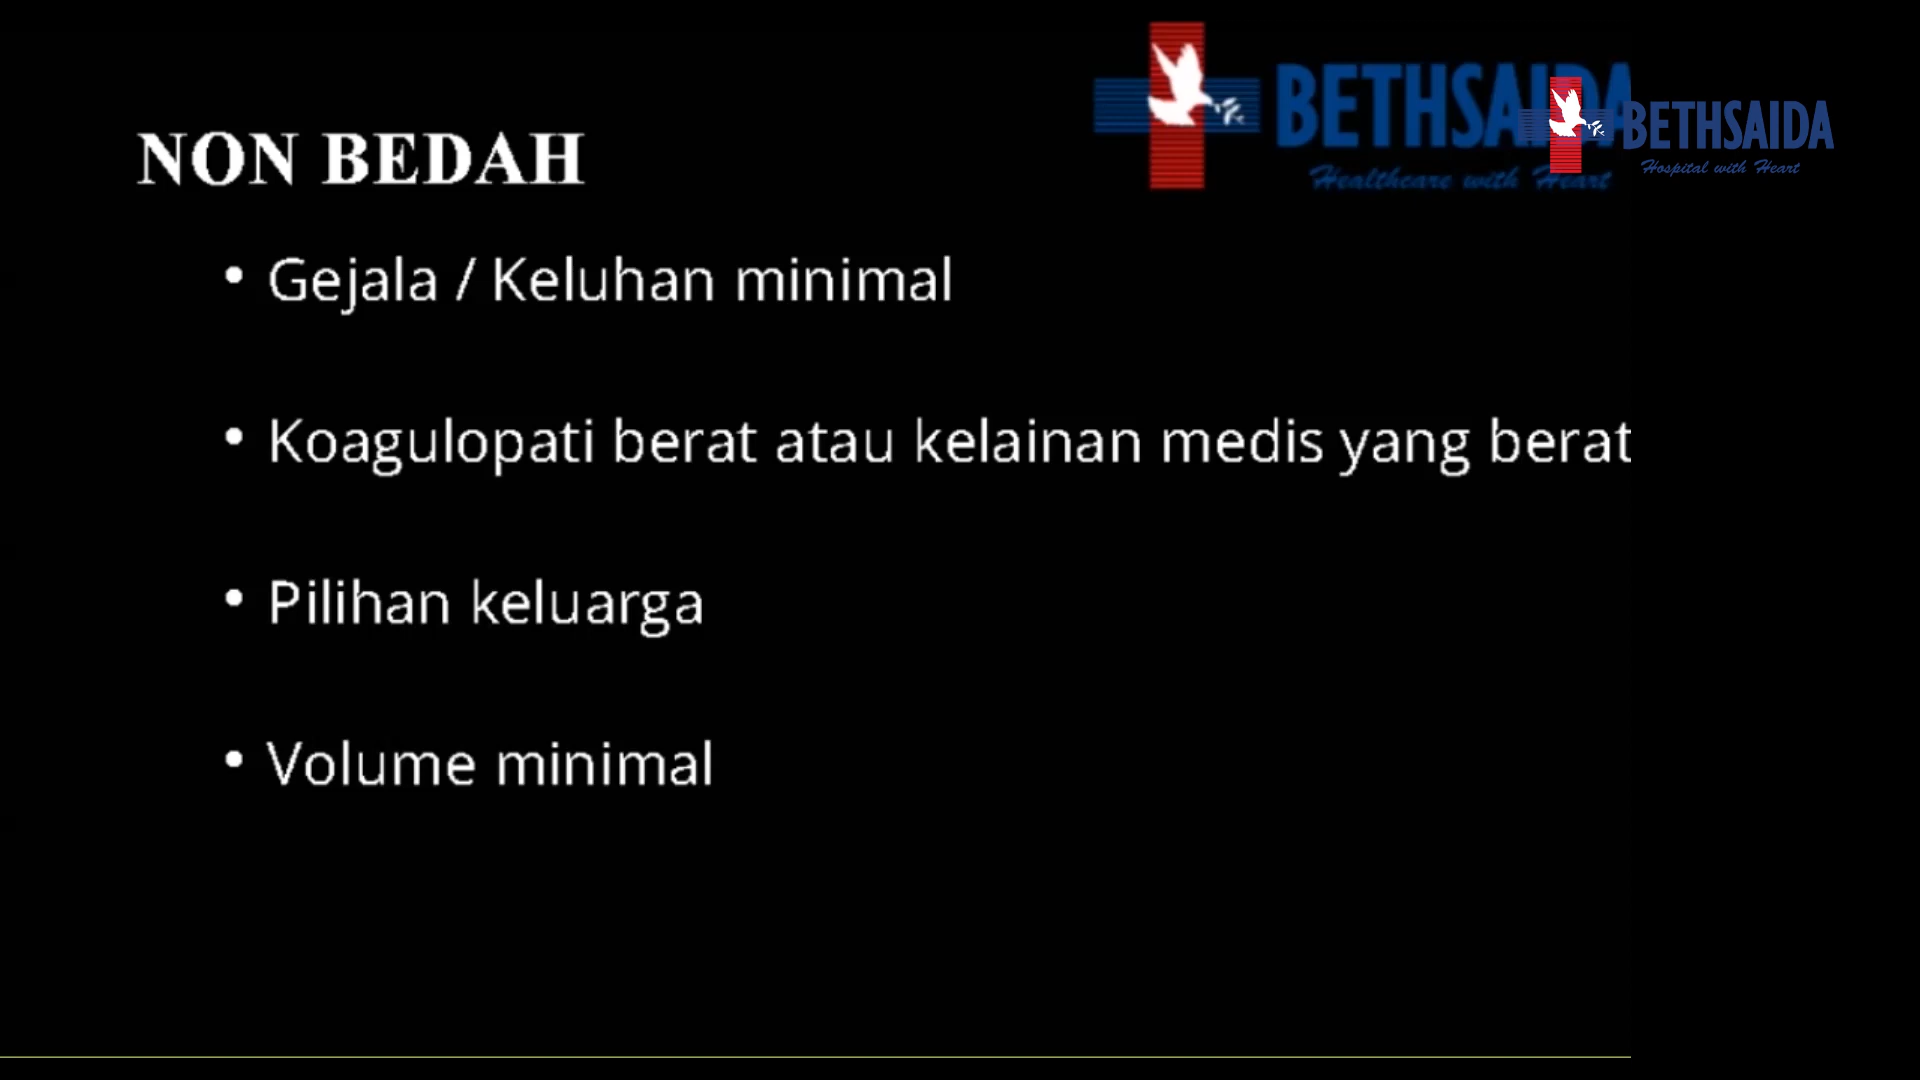 BETHSAIDA
Healthcare with Heart
BETHSAIDA
Hospital with Heart
NON BEDAH
• Gejala / Keluhan minimal
• Koagulopati berat atau kelainan medis yang berat
• Pilihan keluarga
• Volume minimal